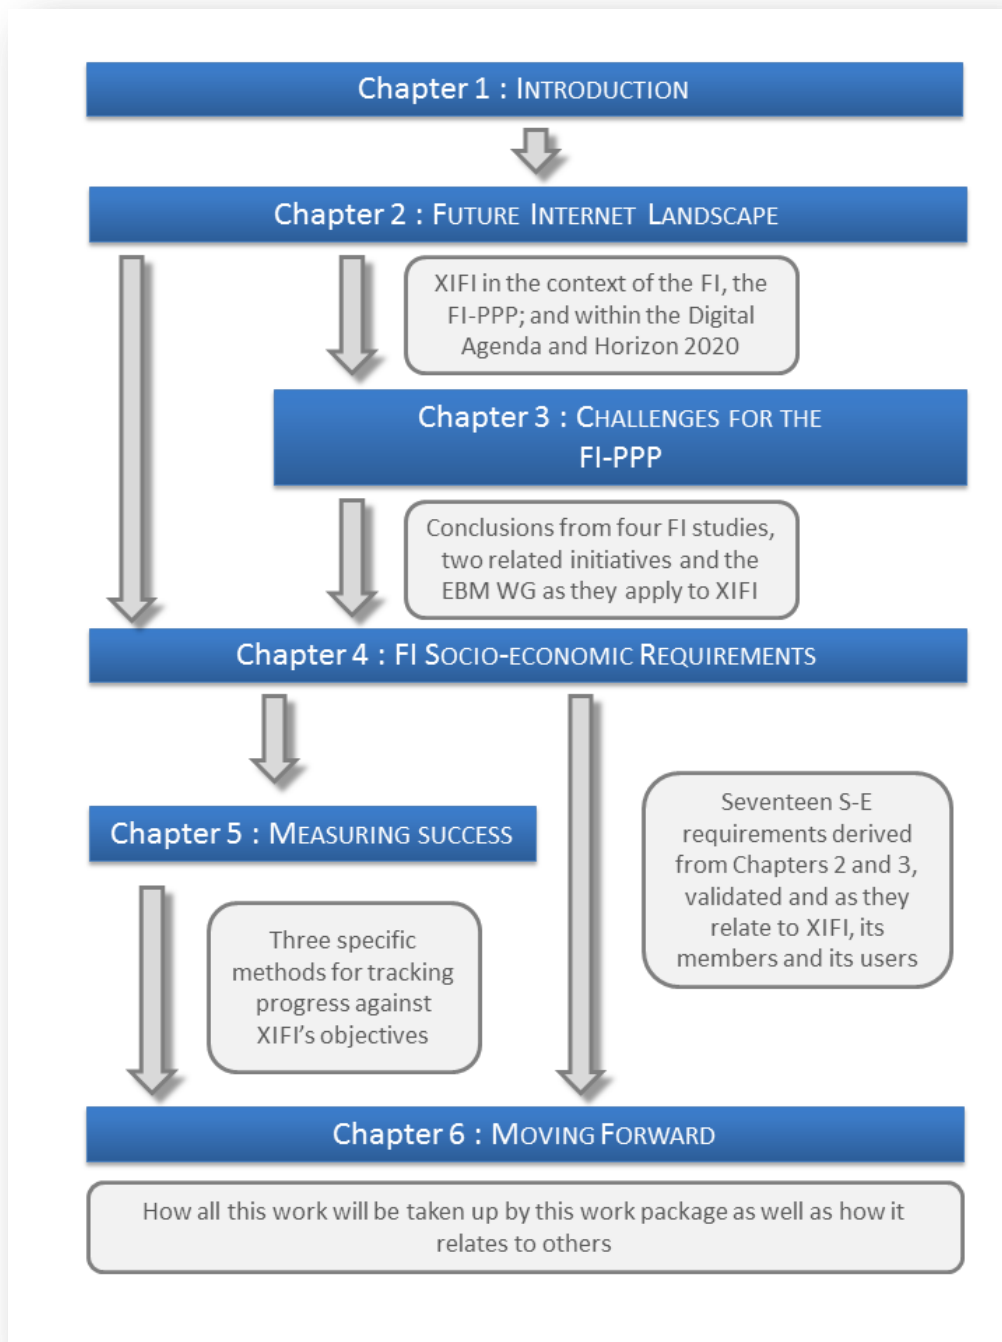 Chapter 1 : INTRODUCTION
Chapter 2 : FUTURE INTERNET LANDSCAPE
XIFI in the context of the FI, the
FI-PPP; and within the Digital
Agenda and Horizon 2020
Chapter 3 : CHALLENGES FOR THE
FI-PPP
Conclusions from four FI studies,
two related initiatives and the
EBM WG as they apply to XIFI
Chapter 4 : FI SOCIO-ECONOMIC REQUIREMENTS
Chapter 5 : MEASURING SUCCESS
Seventeen S-E
requirements derived
from Chapters 2 and 3,
validated and as they
relate to XIFI, its
members and its users
Three specific
methods for tracking
progress against
XIFI's objectives
Chapter 6 : MOVING FORWARD
How all this work will be taken up by this work package as well as how it
relates to others